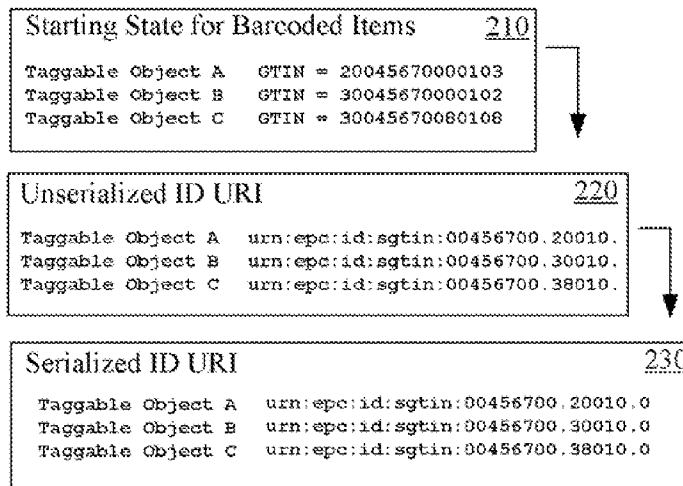 Starting State for Barcoded Items 210
Taggable Object A GTIN = 20045670000103
Taggable Object B GTIN = 30045670000102
Taggable Object C GTIN = 30045670080108
Unserialized ID URI 220
Taggable Object A urn:epc:id:sgtin:00456700.20010.
Taggable Object B urn:epc:id:sgtin:00456700.30010.
Taggable Object C urn:epc:id:sgtin:00456700.38010.
Serialized ID URI 230
Taggable Object A urn:epc:id:sgtin:00456700.20010.0
Taggable Object B urn:epc:id:sgtin:00456700.30010.0
Taggable Object C urn:epc:id:sgtin:00456700.38010.0